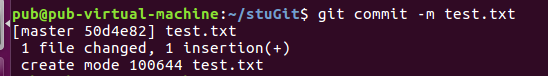 pub@pub-virtual-machine:~/stuGit$ git commit -m test.txt
[master 50d4e82] test.txt
 1 file changed, 1 insertion(+)
 create mode 100644 test.txt